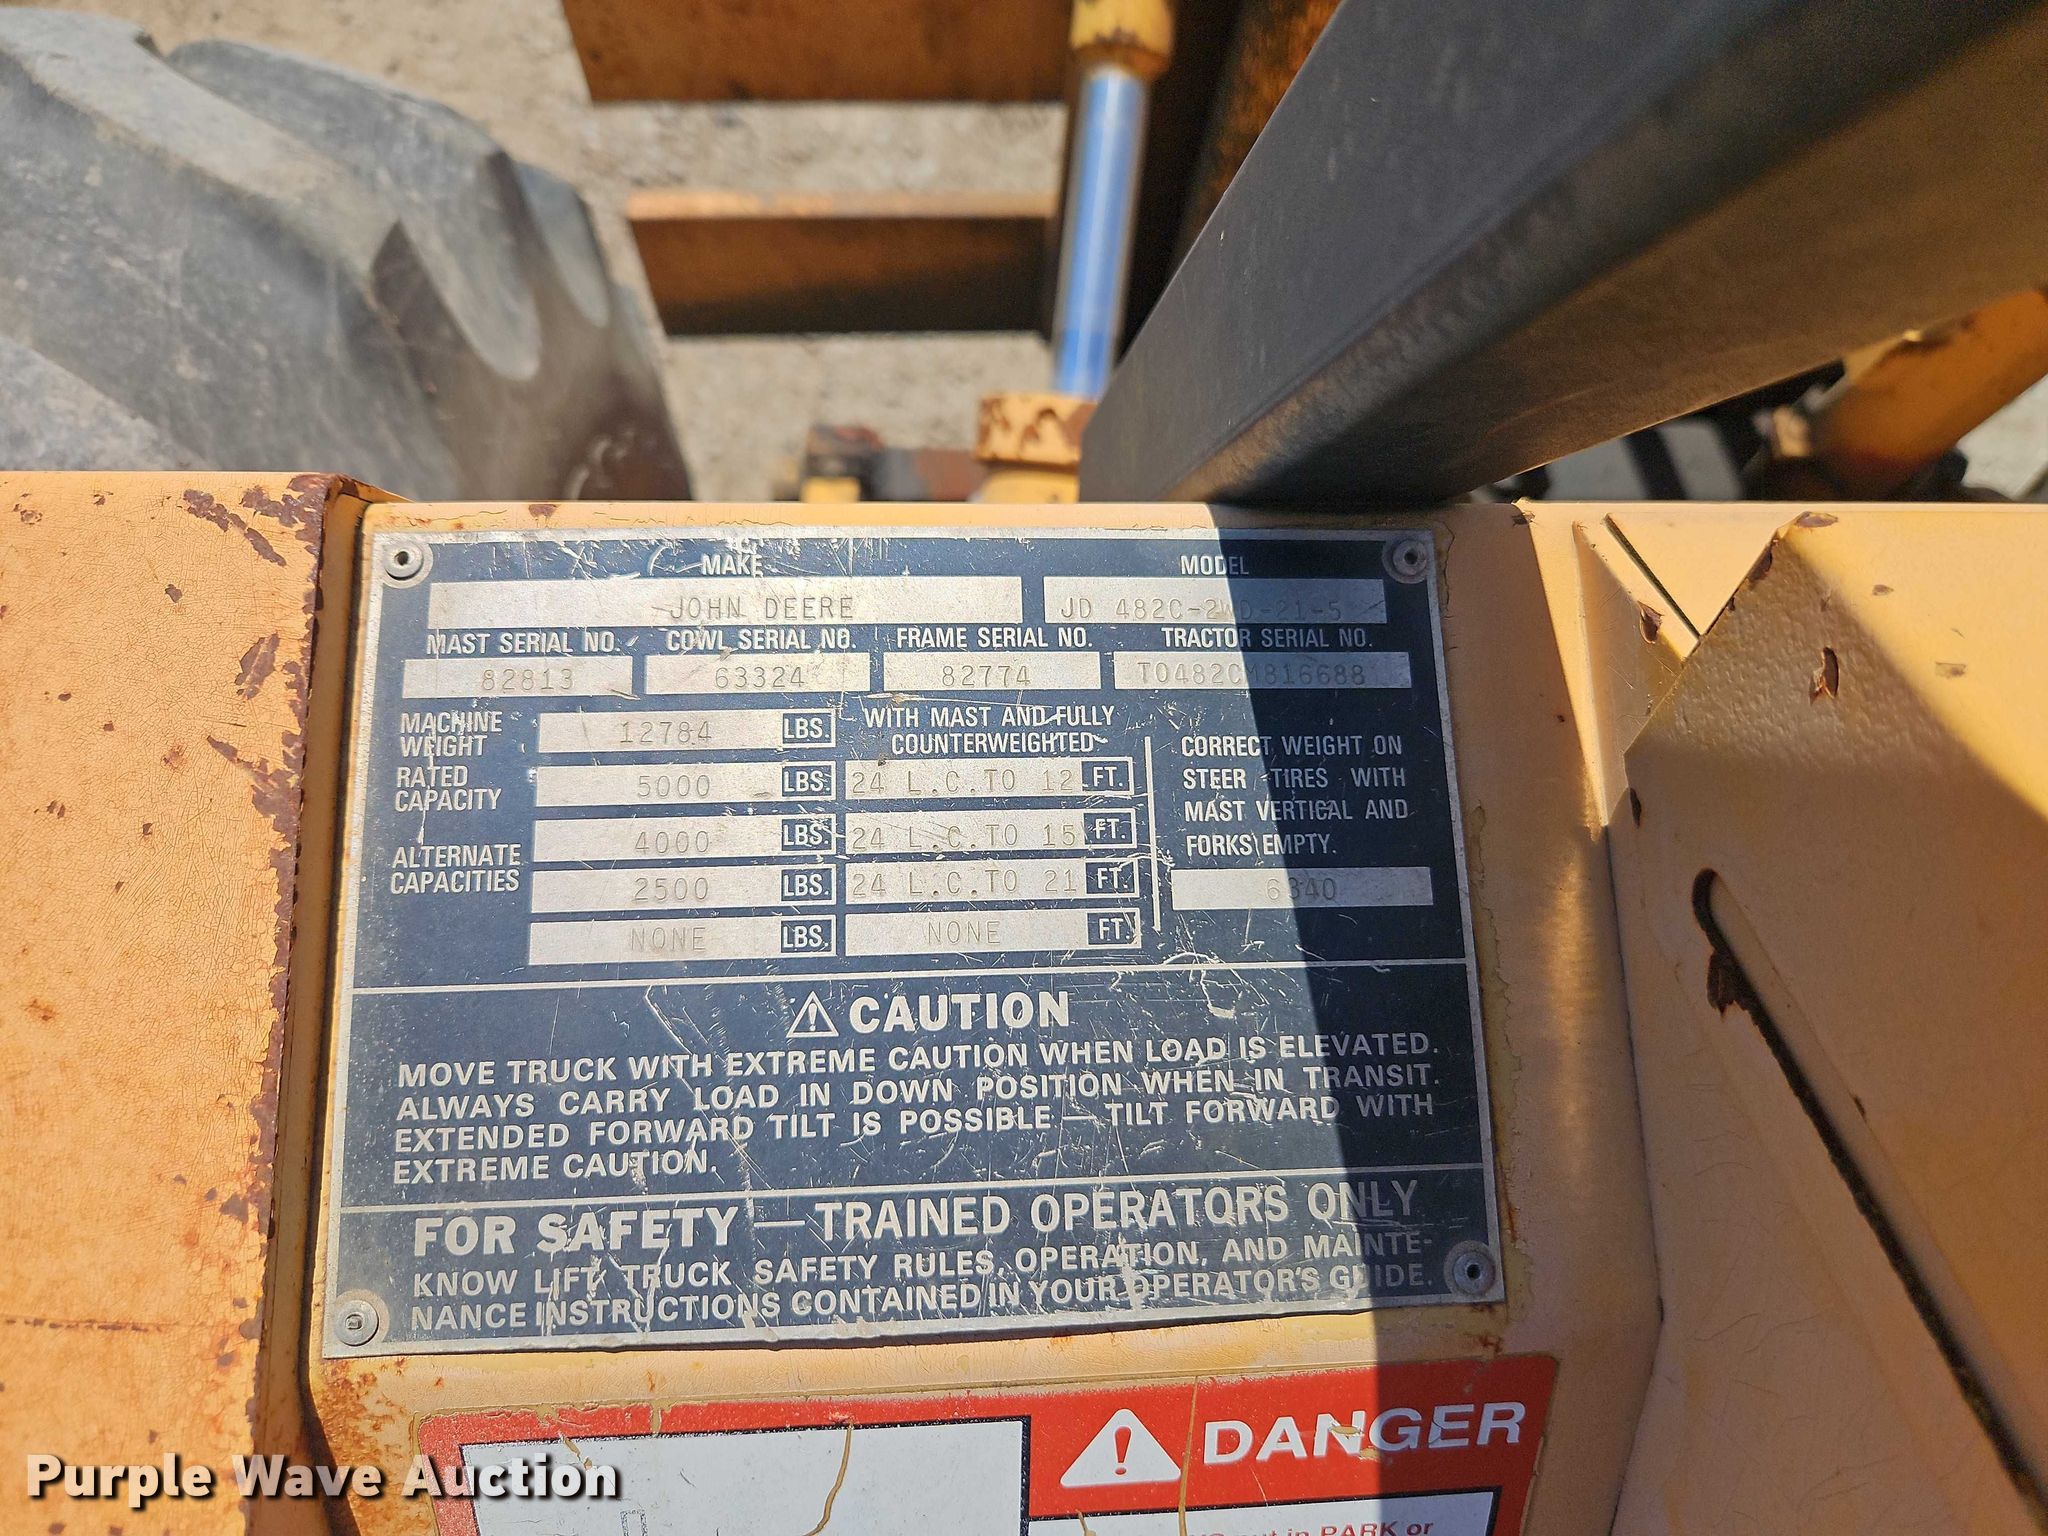 MAKE MODEL
JOHN DEERE JD 482C-2WD-21-5
MAST SERIAL NO. COWL SERIAL NO. FRAME SERIAL NO. TRACTOR SERIAL NO.
82813 63324 82774 T0482CM816688
MACHINE WEIGHT 12784 LBS. WITH MAST AND FULLY COUNTERWEIGHTED
RATED CAPACITY 5000 LBS. 24 L.C.TO 12 FT.
ALTERNATE CAPACITIES 4000 LBS. 24 L.C.TO 15 FT.
2500 LBS. 24 L.C.TO 21 FT.
NONE LBS. NONE FT.
CORRECT WEIGHT ON
STEER TIRES WITH
MAST VERTICAL AND
FORKS EMPTY.
6340
CAUTION
MOVE TRUCK WITH EXTREME CAUTION WHEN LOAD IS ELEVATED.
ALWAYS CARRY LOAD IN DOWN POSITION WHEN IN TRANSIT.
EXTENDED FORWARD TILT IS POSSIBLE — TILT FORWARD WITH
EXTREME CAUTION.
FOR SAFETY — TRAINED OPERATORS ONLY
KNOW LIFT TRUCK SAFETY RULES, OPERATION, AND MAINTE-
NANCE INSTRUCTIONS CONTAINED IN YOUR OPERATOR'S GUIDE.
DANGER
put in PARK or
Purple Wave Auction